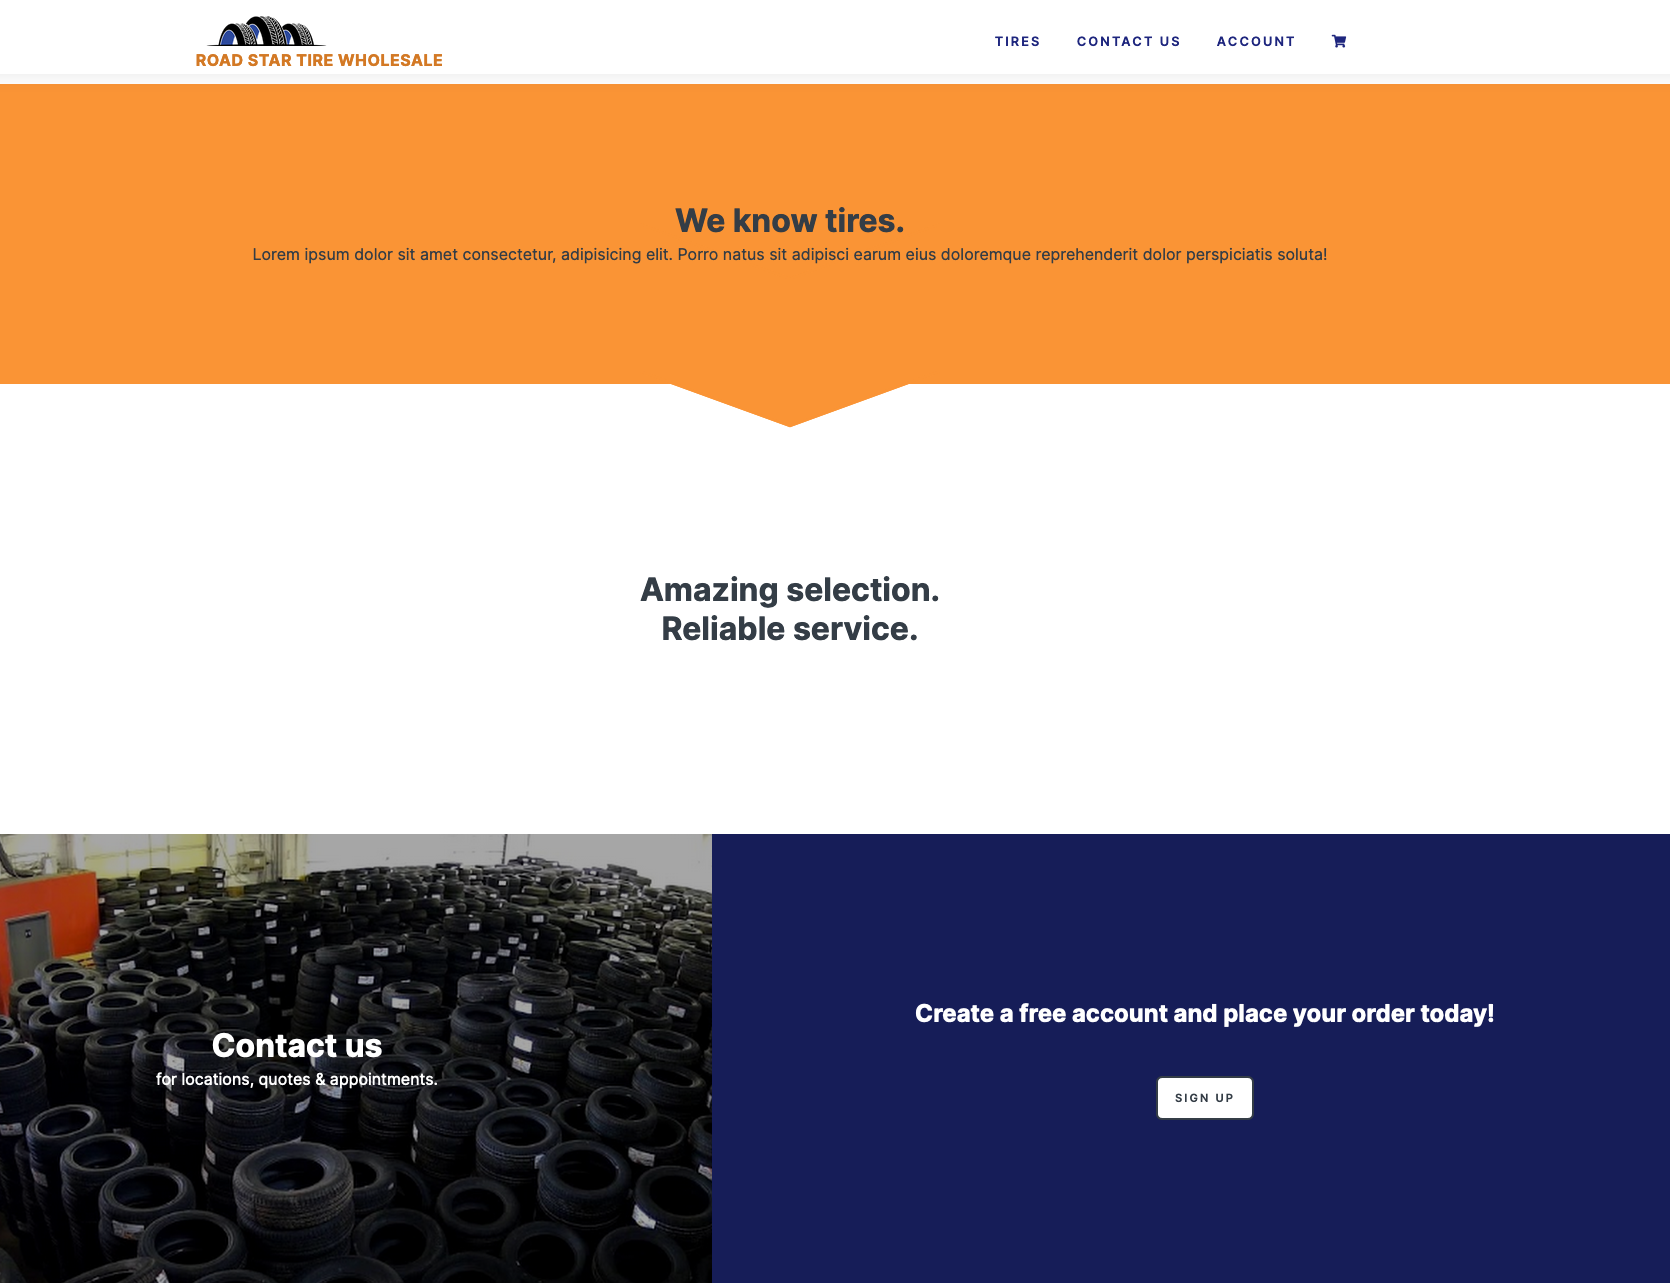 ROAD STAR TIRE WHOLESALE
TIRES CONTACT US ACCOUNT
We know tires.
Lorem ipsum dolor sit amet consectetur, adipisicing elit. Porro natus sit adipisci earum eius doloremque reprehenderit dolor perspiciatis soluta!
Amazing selection.
Reliable service.
Contact us
for locations, quotes & appointments.
Create a free account and place your order today!
SIGN UP